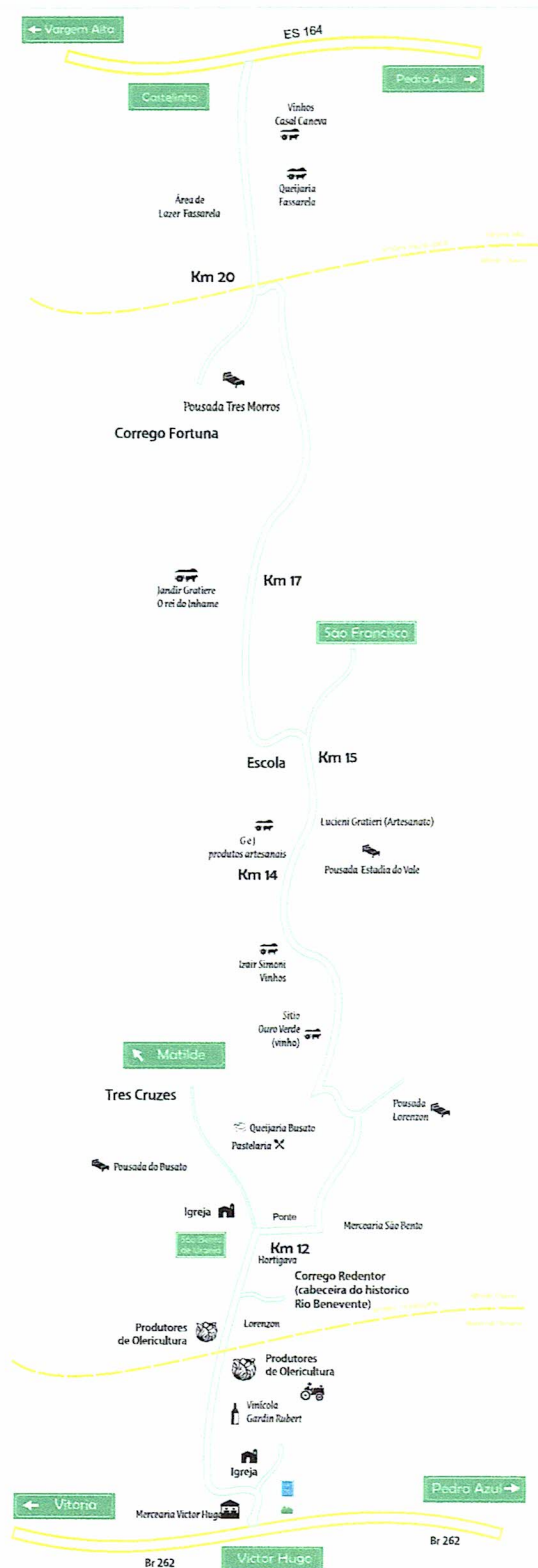 ← Vargem Alta
ES 164
Pedra Azul →
Castelinho
Vinhos
Casal Caneva
Queijaria
Fassarela
Área de
Lazer Fassarela
Km 20
Pousada Tres Morros
Corrego Fortuna
Km 17
Jandir Gratiere
O rei do Inhame
São Francisco
Escola
Km 15
Lucieni Gratieri (Artesanato)
G e J
produtos artesanais
Pousada Estadia do Vale
Km 14
Izair Simoni
Vinhos
Sitio
Ouro Verde
(vinho)
↖ Matilde
Tres Cruzes
Pousada
Lorenzon
Queijaria Busato
Pastelaria
Pousada do Busato
Igreja
Ponte
Mercearia São Bento
São Bento
de Urania
Km 12
Hortigava
Corrego Redentor
(cabeceira do historico
Rio Benevente)
Lorenzon
Produtores
de Olericultura
Produtores
de Olericultura
Vinícola
Gardin Rubert
Igreja
← Vitoria
Pedra Azul →
Mercearia Victor Hugo
Br 262
Br 262
Victor Hugo